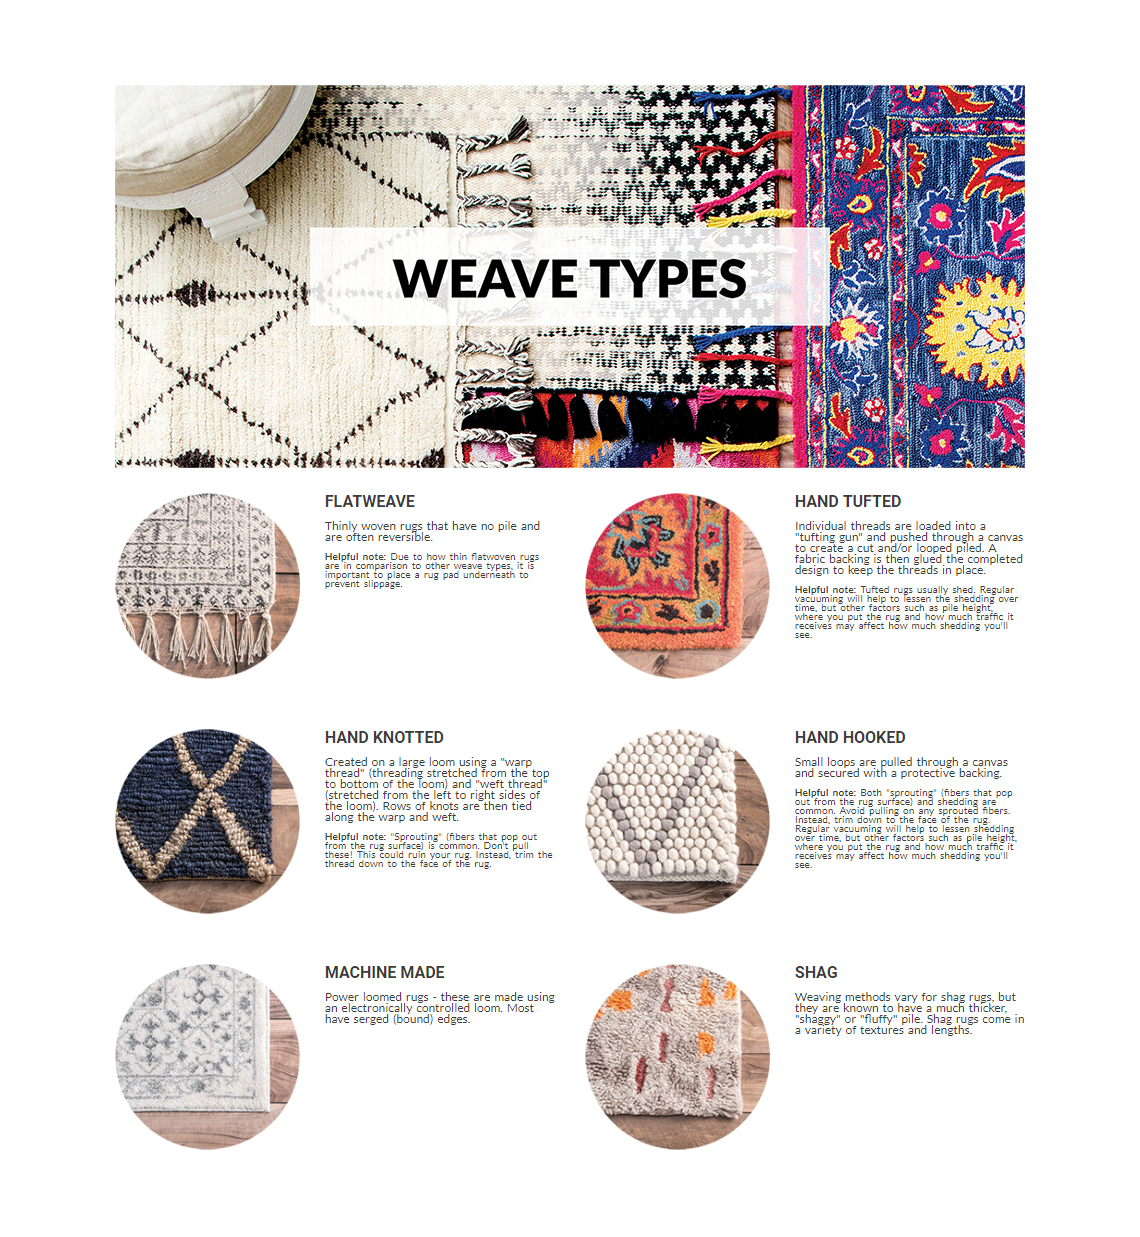 WEAVE TYPES
FLATWEAVE
Thinly woven rugs that have no pile and
are often reversible.
Helpful note: Due to how thin flatwoven rugs
are in comparison to other weave types, it is
important to place a rug pad underneath to
prevent slippage.
HAND TUFTED
Individual threads are loaded into a
"tufting gun" and pushed through a canvas
to create a cut and/or looped piled. A
fabric backing is then glued the completed
design to keep the threads in place.
Helpful note: Tufted rugs usually shed. Regular
vacuuming will help to lessen the shedding over
time, but other factors such as pile height,
where you put the rug and how much traffic it
receives may affect how much shedding you'll
see.
HAND KNOTTED
Created on a large loom using a "warp
thread" (threading stretched from the top
to bottom of the loom) and "weft thread"
(stretched from the left to right sides of
the loom). Rows of knots are then tied
along the warp and weft.
Helpful note: "Sprouting" (fibers that pop out
from the rug surface) is common. Don't pull
these! This could ruin your rug. Instead, trim the
thread down to the face of the rug.
HAND HOOKED
Small loops are pulled through a canvas
and secured with a protective backing.
Helpful note: Both "sprouting" (fibers that pop
out from the rug surface) and shedding are
common. Avoid pulling on any sprouted fibers.
Instead, trim down to the face of the rug.
Regular vacuuming will help to lessen shedding
over time, but other factors such as pile height,
where you put the rug and how much traffic it
receives may affect how much shedding you'll
see.
MACHINE MADE
Power loomed rugs - these are made using
an electronically controlled loom. Most
have serged (bound) edges.
SHAG
Weaving methods vary for shag rugs, but
they are known to have a much thicker,
"shaggy" or "fluffy" pile. Shag rugs come in
a variety of textures and lengths.